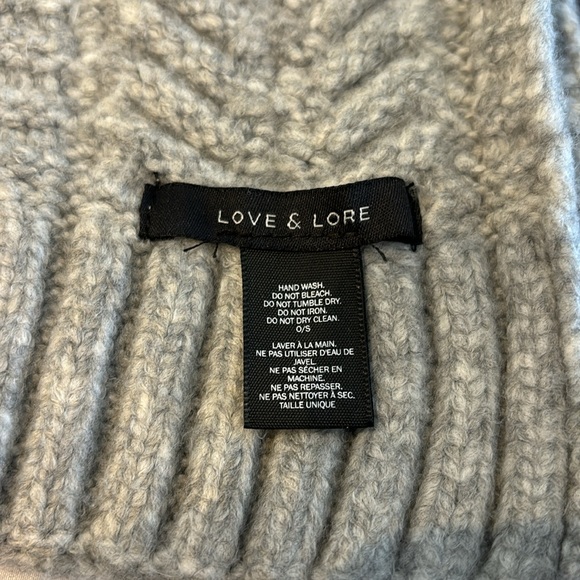 LOVE & LORE
HAND WASH.
DO NOT BLEACH.
DO NOT TUMBLE DRY.
DO NOT IRON.
DO NOT DRY CLEAN.
O/S
LAVER À LA MAIN.
NE PAS UTILISER D'EAU DE
JAVEL.
NE PAS SÉCHER EN
MACHINE.
NE PAS REPASSER.
NE PAS NETTOYER À SEC.
TAILLE UNIQUE